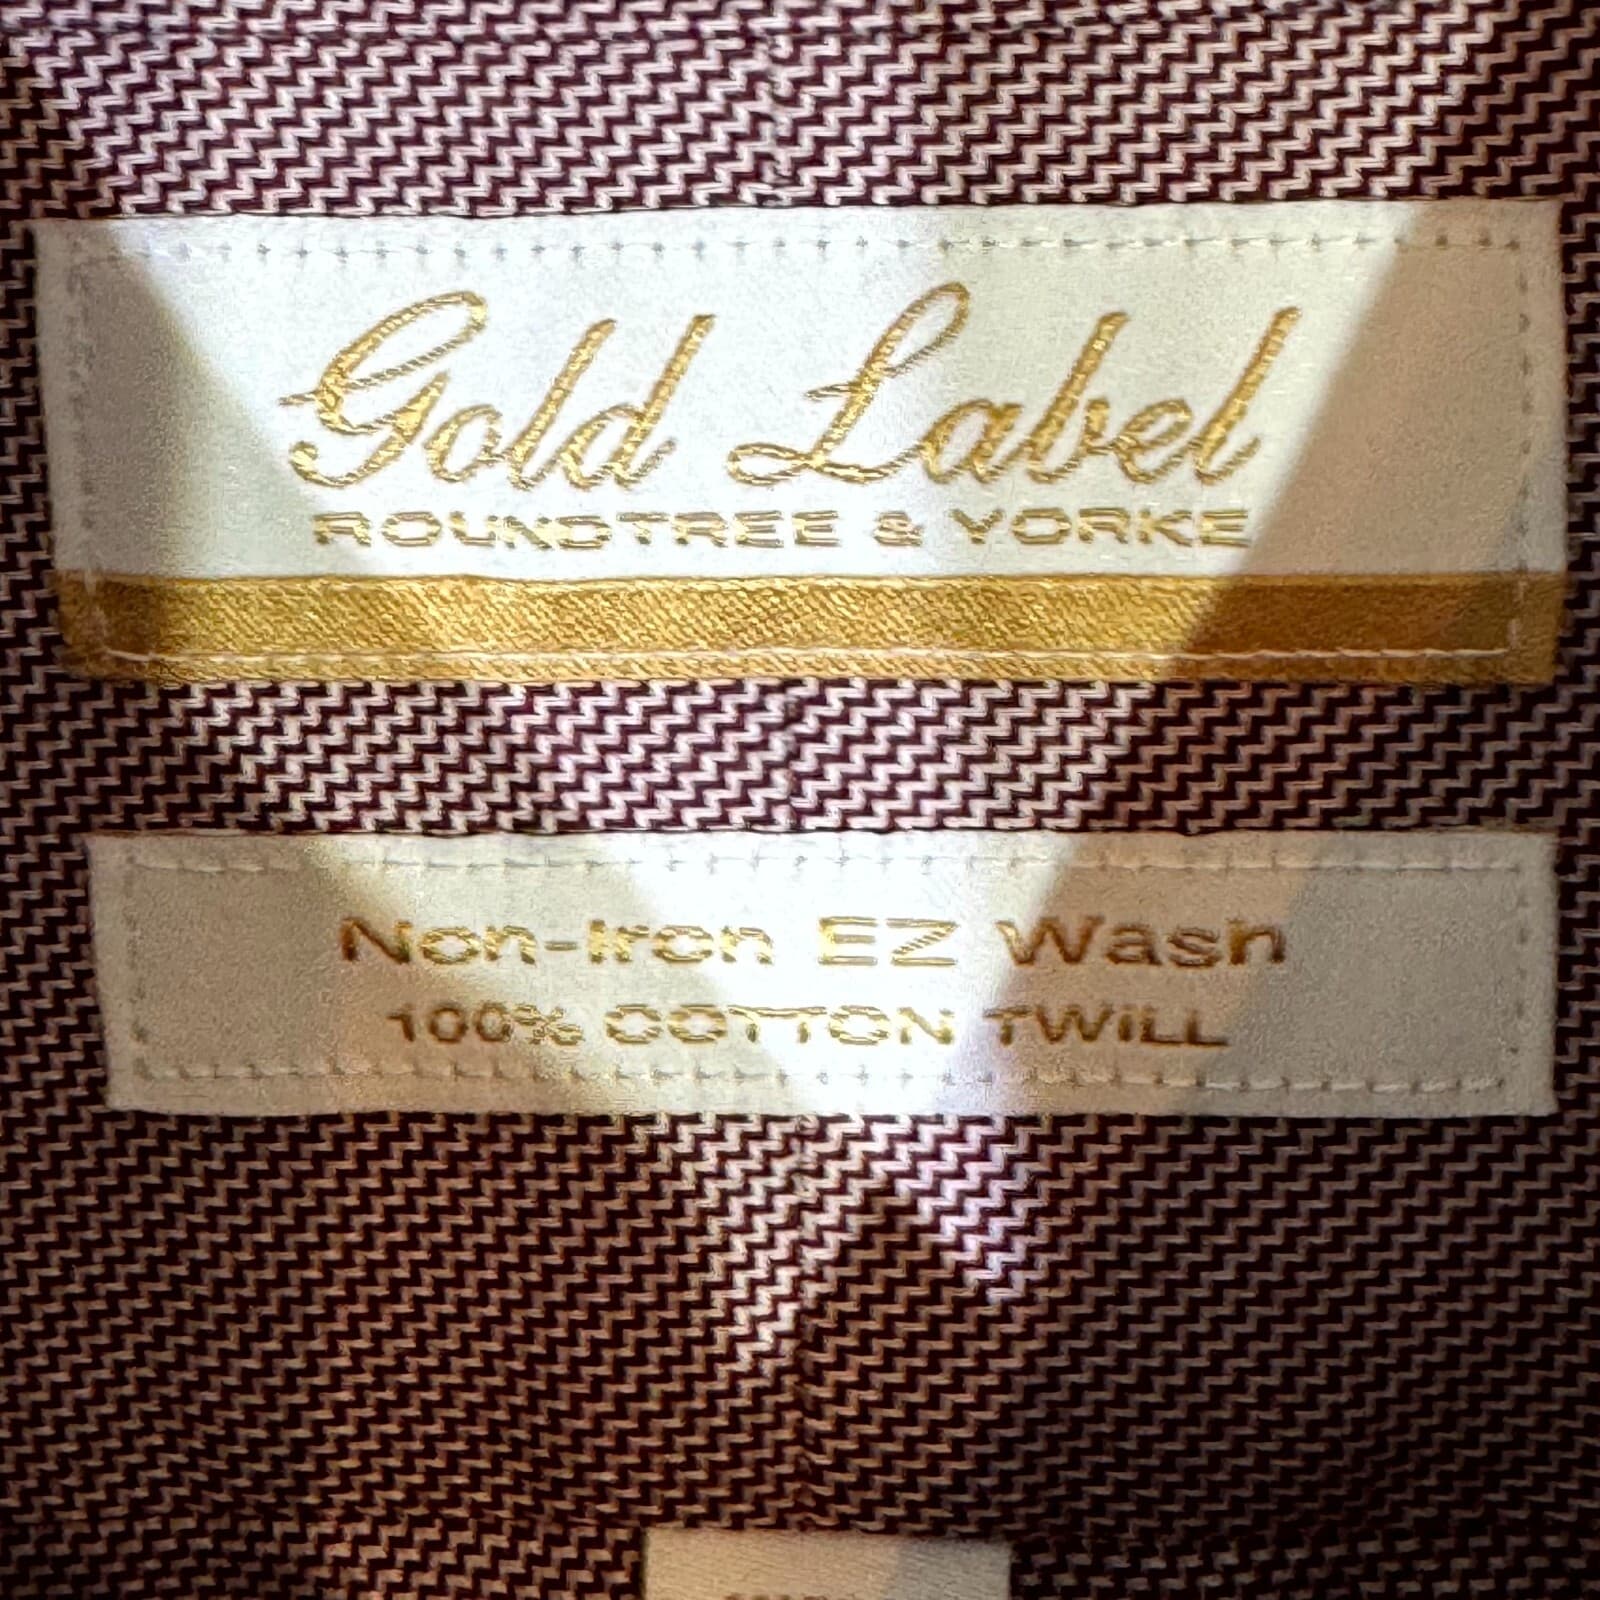 Gold Label
ROUNDTREE & YORKE
Non-Iron EZ Wash
100% COTTON TWILL